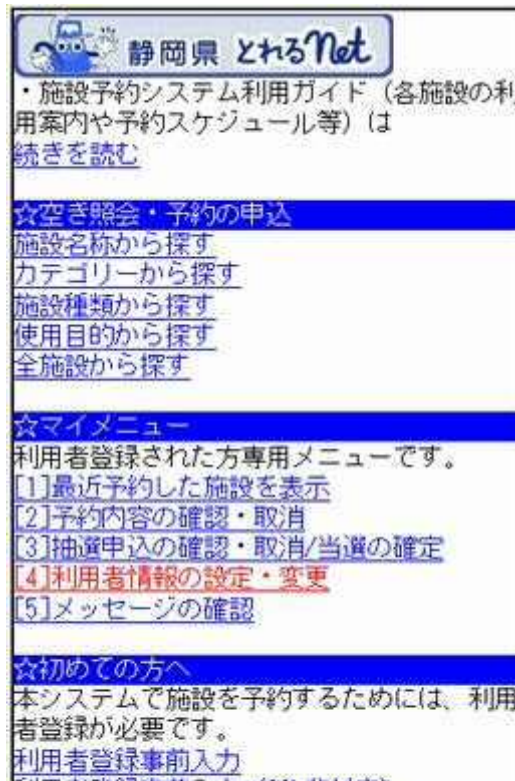 静岡県 とれるNet
・施設予約システム利用ガイド（各施設の利
用案内や予約スケジュール等）は
続きを読む
☆空き照会・予約の申込
施設名称から探す
カテゴリーから探す
施設種類から探す
使用目的から探す
全施設から探す
☆マイメニュー
利用者登録された方専用メニューです。
[1]最近予約した施設を表示
[2]予約内容の確認・取消
[3]抽選申込の確認・取消/当選の確定
[4]利用者情報の設定・変更
[5]メッセージの確認
☆初めての方へ
本システムで施設を予約するためには、利用
者登録が必要です。
利用者登録事前入力